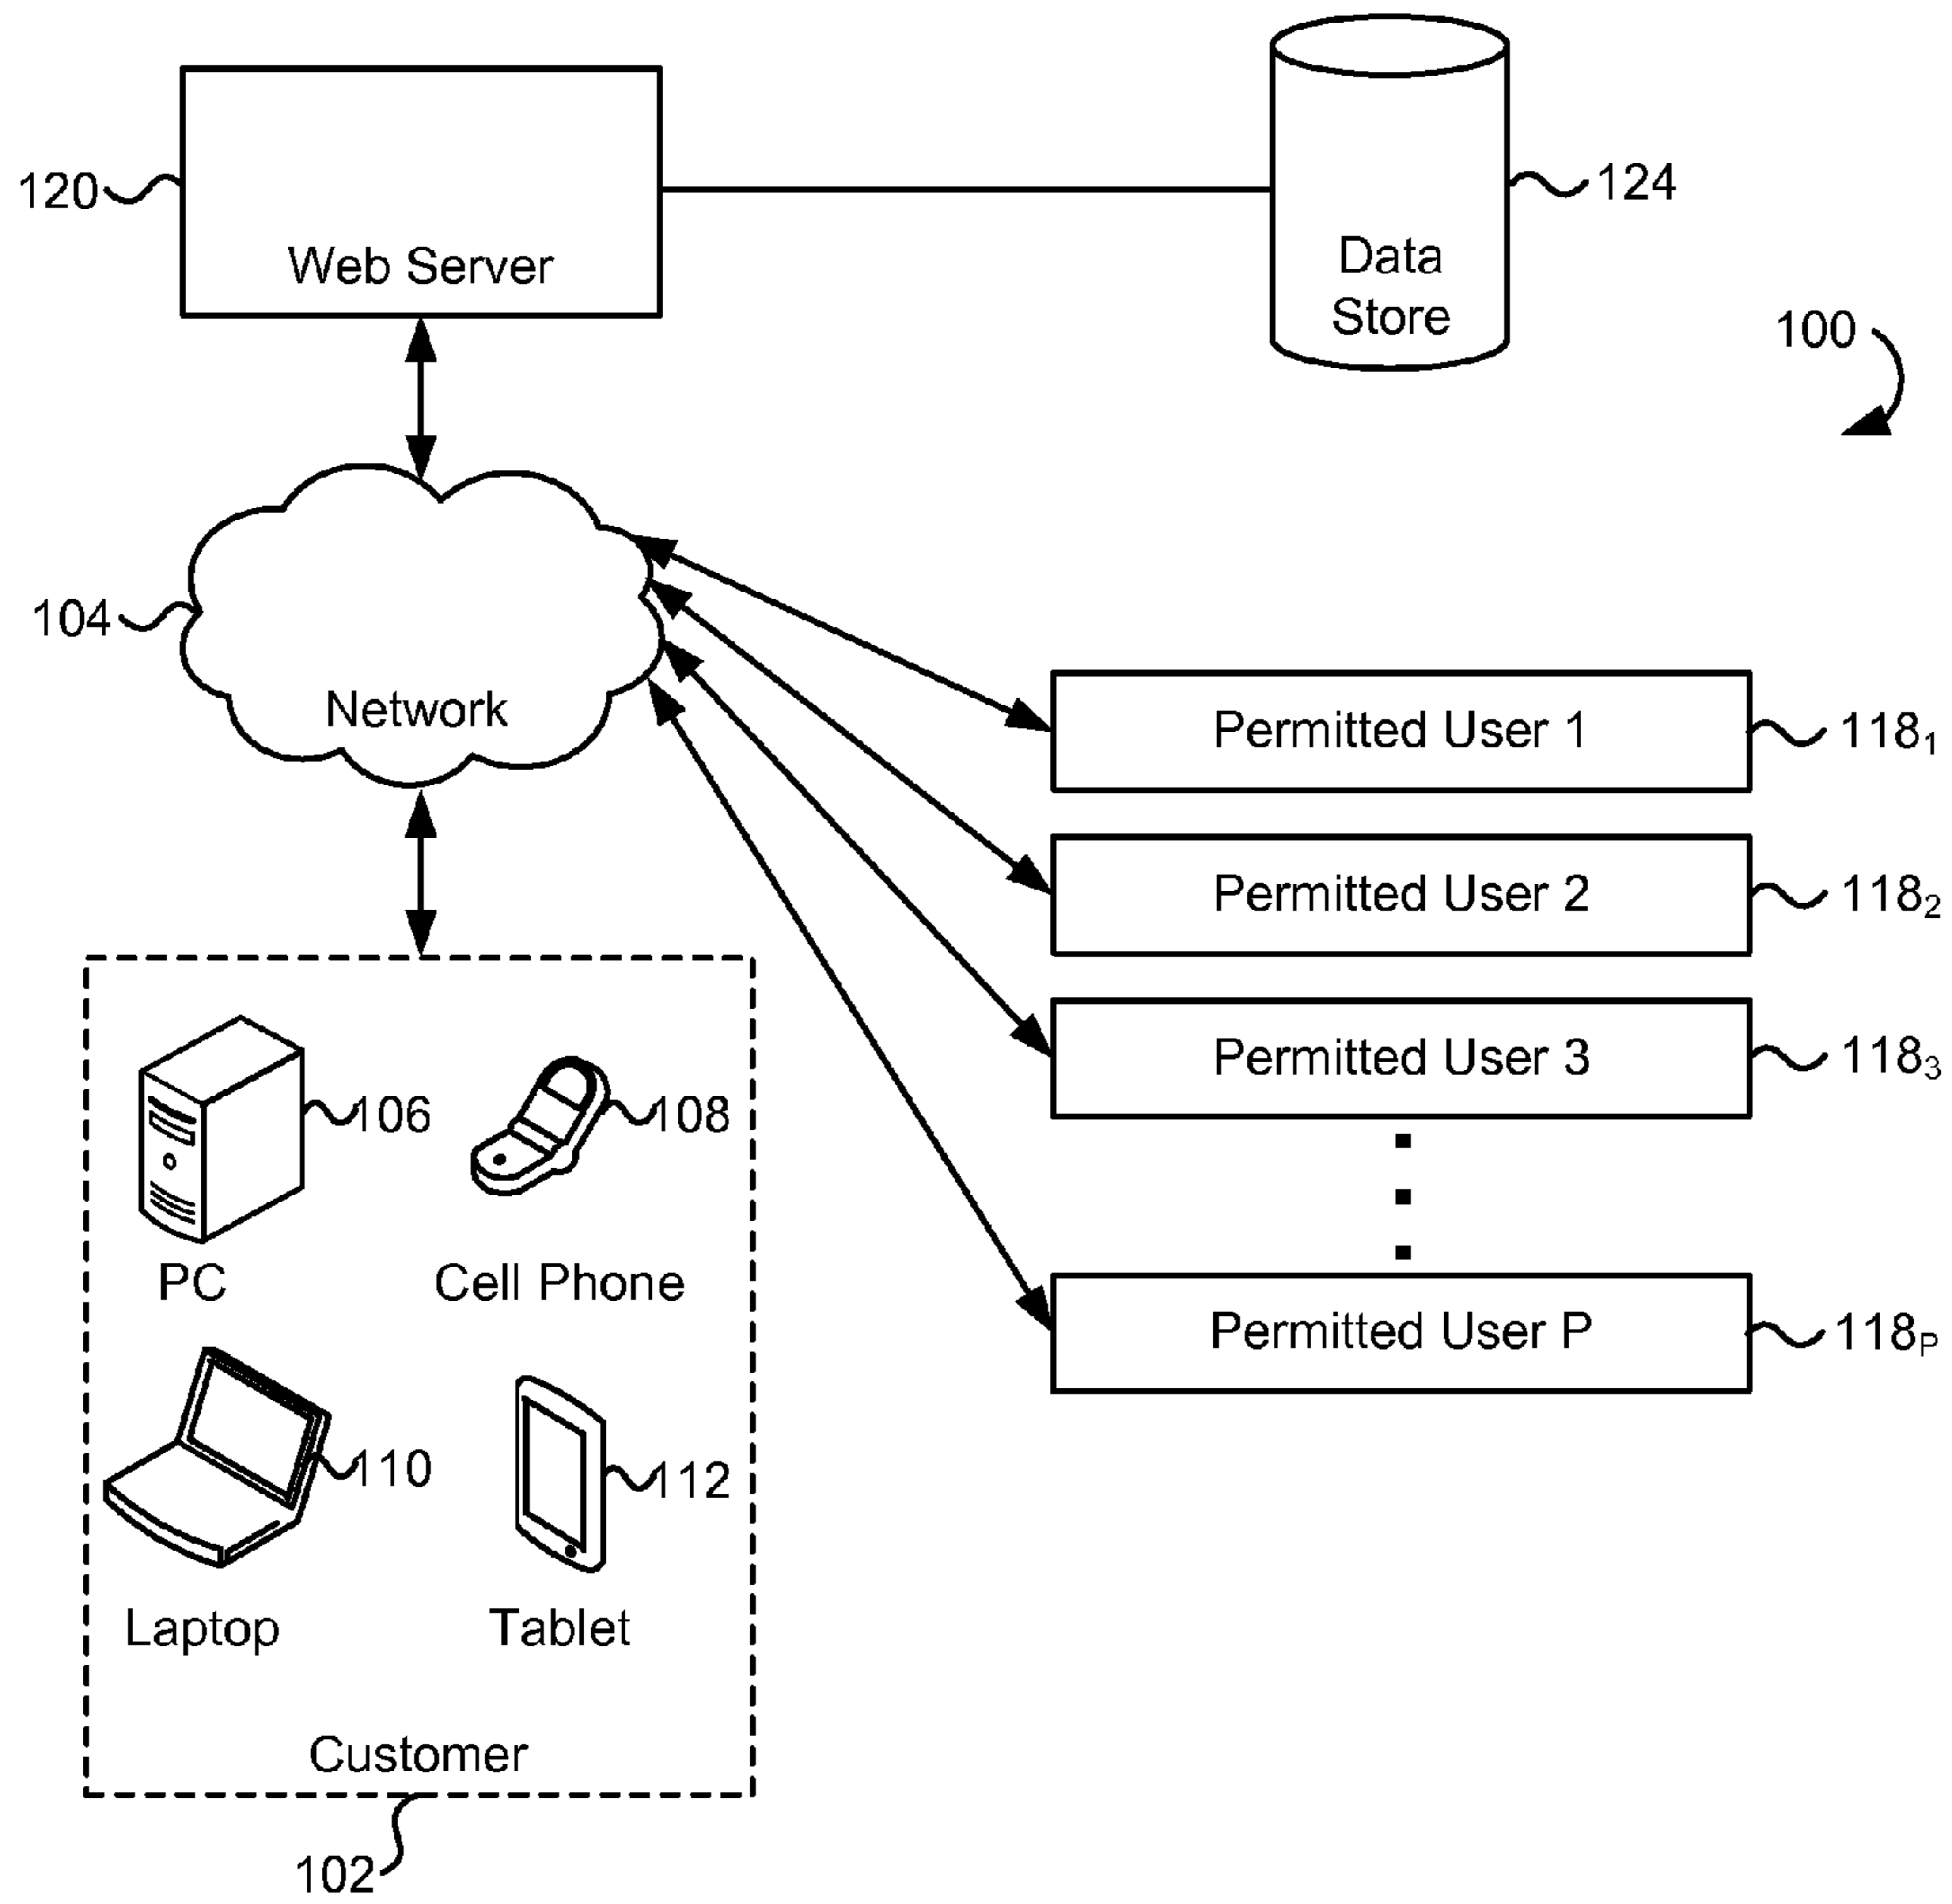 120
Web Server
Data
Store
124
100
104
Network
Permitted User 1
118₁
Permitted User 2
118₂
Permitted User 3
118₃
Permitted User P
118P
106
108
PC
Cell Phone
110
112
Laptop
Tablet
Customer
102